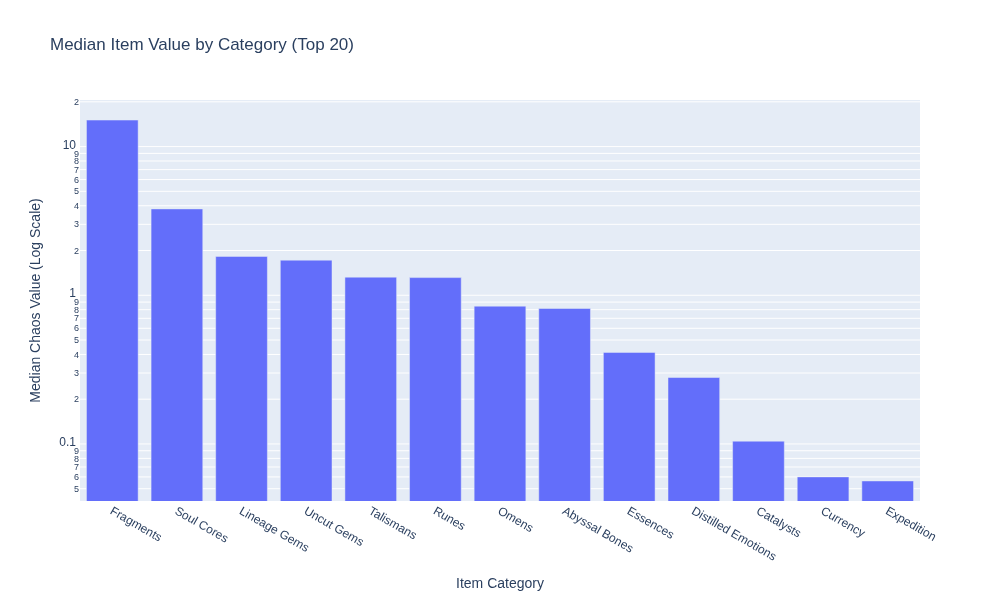 Median Item Value by Category (Top 20)
Median Chaos Value (Log Scale)
2
10
9
8
7
6
5
4
3
2
1
9
8
7
6
5
4
3
2
0.1
9
8
7
6
5
Fragments
Soul Cores
Lineage Gems
Uncut Gems
Talismans
Runes
Omens
Abyssal Bones
Essences
Distilled Emotions
Catalysts
Currency
Expedition
Item Category